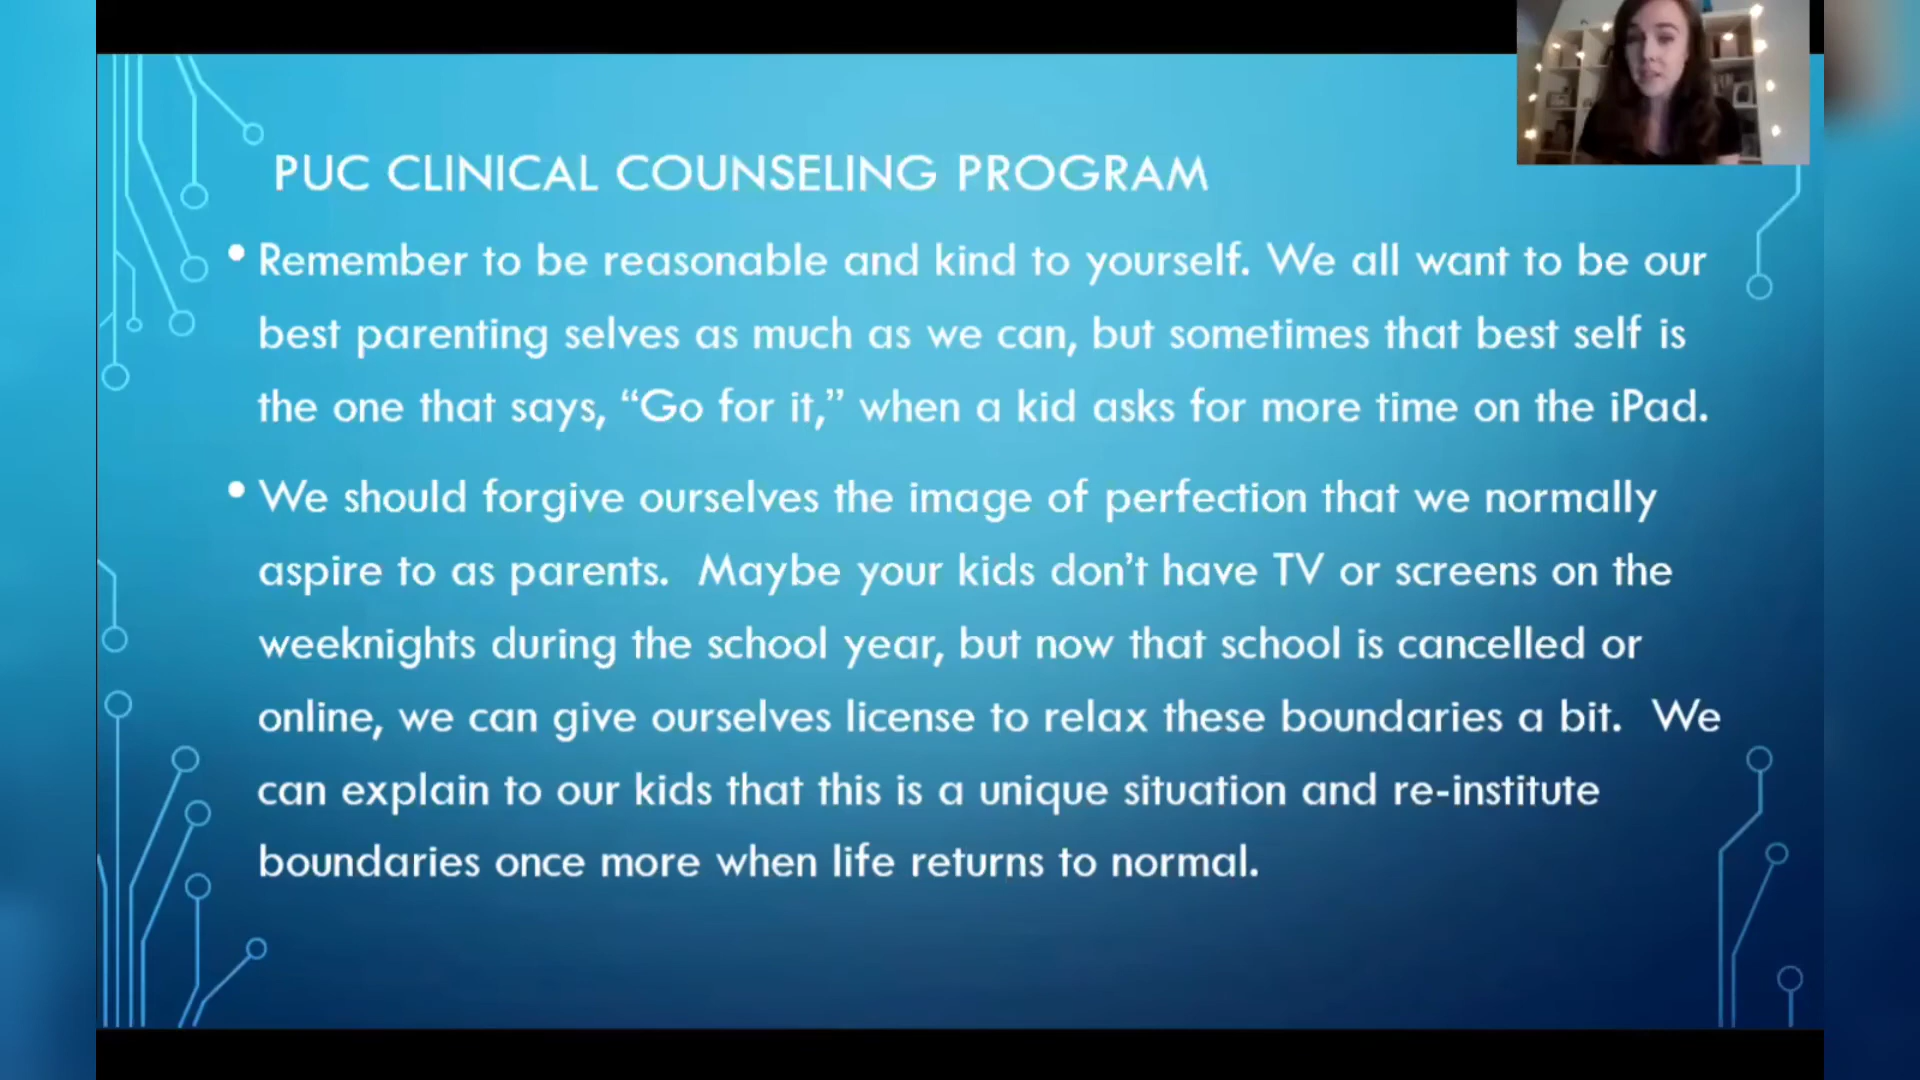 PUC CLINICAL COUNSELING PROGRAM
• Remember to be reasonable and kind to yourself. We all want to be our
best parenting selves as much as we can, but sometimes that best self is
the one that says, “Go for it,” when a kid asks for more time on the iPad.
• We should forgive ourselves the image of perfection that we normally
aspire to as parents.  Maybe your kids don’t have TV or screens on the
weeknights during the school year, but now that school is cancelled or
online, we can give ourselves license to relax these boundaries a bit.  We
can explain to our kids that this is a unique situation and re-institute
boundaries once more when life returns to normal.